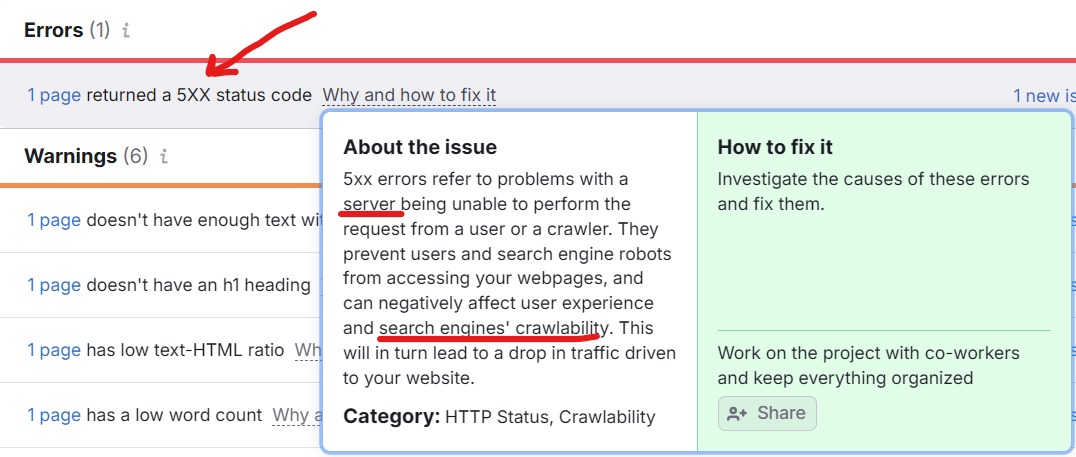 Errors (1) i
1 page returned a 5XX status code Why and how to fix it
1 new is
Warnings (6) i
1 page doesn't have enough text wit
1 page doesn't have an h1 heading
1 page has low text-HTML ratio Wh
1 page has a low word count Why a
About the issue
5xx errors refer to problems with a
server being unable to perform the
request from a user or a crawler. They
prevent users and search engine robots
from accessing your webpages, and
can negatively affect user experience
and search engines' crawlability. This
will in turn lead to a drop in traffic driven
to your website.
Category: HTTP Status, Crawlability
How to fix it
Investigate the causes of these errors
and fix them.
Work on the project with co-workers
and keep everything organized
Share